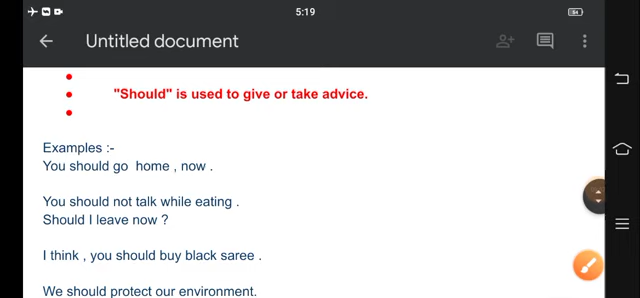 5:19
84
Untitled document
"Should" is used to give or take advice.
Examples :-
You should go  home , now .
You should not talk while eating .
Should I leave now ?
I think , you should buy black saree .
We should protect our environment.